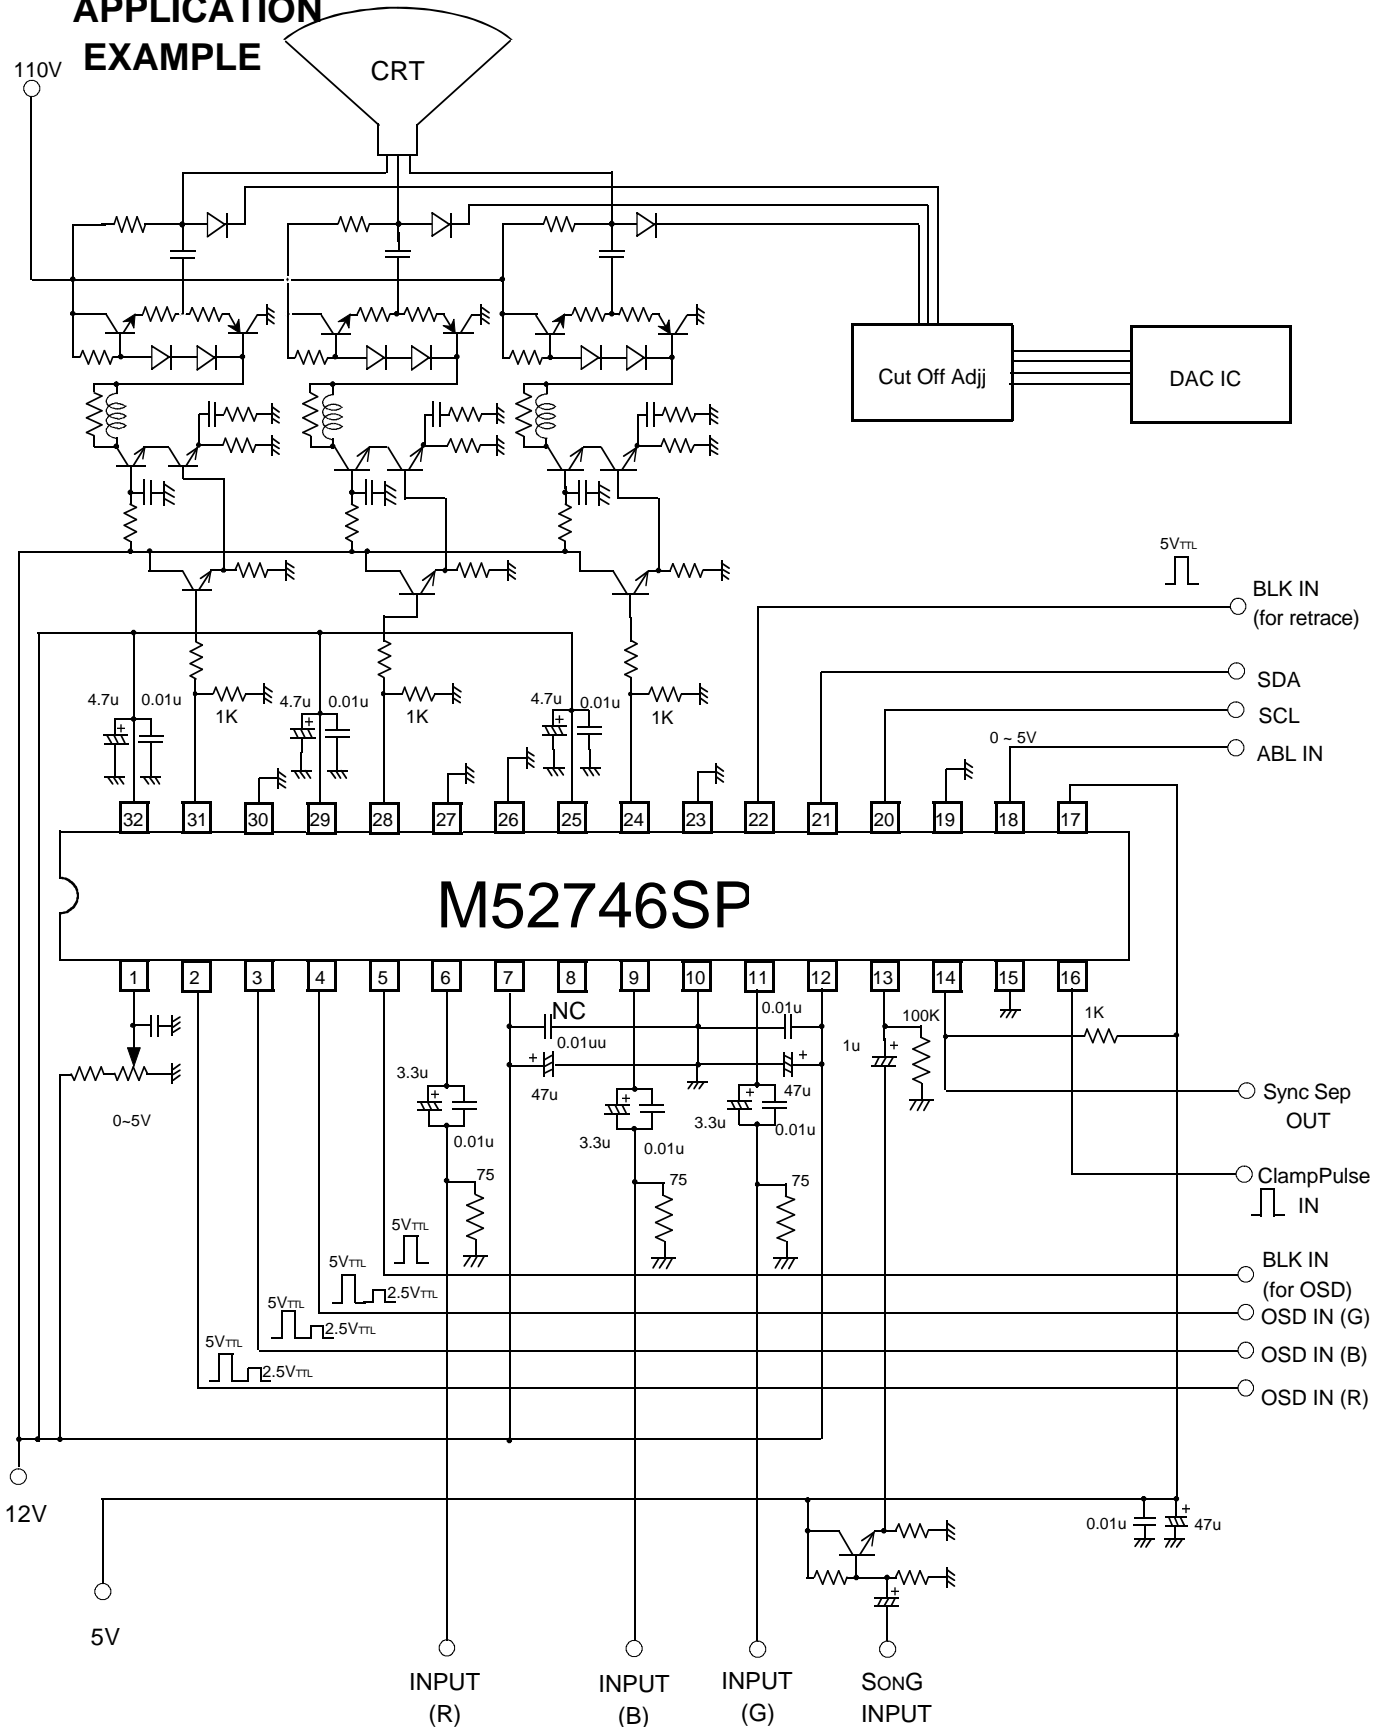 APPLICATION
EXAMPLE
110V
CRT
Cut Off Adjj
DAC IC
5VTTL
BLK IN
(for retrace)
SDA
SCL
0 ~ 5V
ABL IN
4.7u 0.01u
1K
4.7u 0.01u
1K
4.7u 0.01u
1K
32 31 30 29 28 27 26 25 24 23 22 21 20 19 18 17
M52746SP
1 2 3 4 5 6 7 8 9 10 11 12 13 14 15 16
NC
0.01uu
0.01u
100K
1K
1u
47u
47u
0~5V
3.3u
0.01u
3.3u
0.01u
3.3u
0.01u
75
75
75
Sync Sep
OUT
ClampPulse
IN
5VTTL
BLK IN
(for OSD)
5VTTL
2.5VTTL
OSD IN (G)
5VTTL
2.5VTTL
OSD IN (B)
5VTTL
2.5VTTL
OSD IN (R)
12V
5V
0.01u
47u
INPUT
(R)
INPUT
(B)
INPUT
(G)
SONG
INPUT